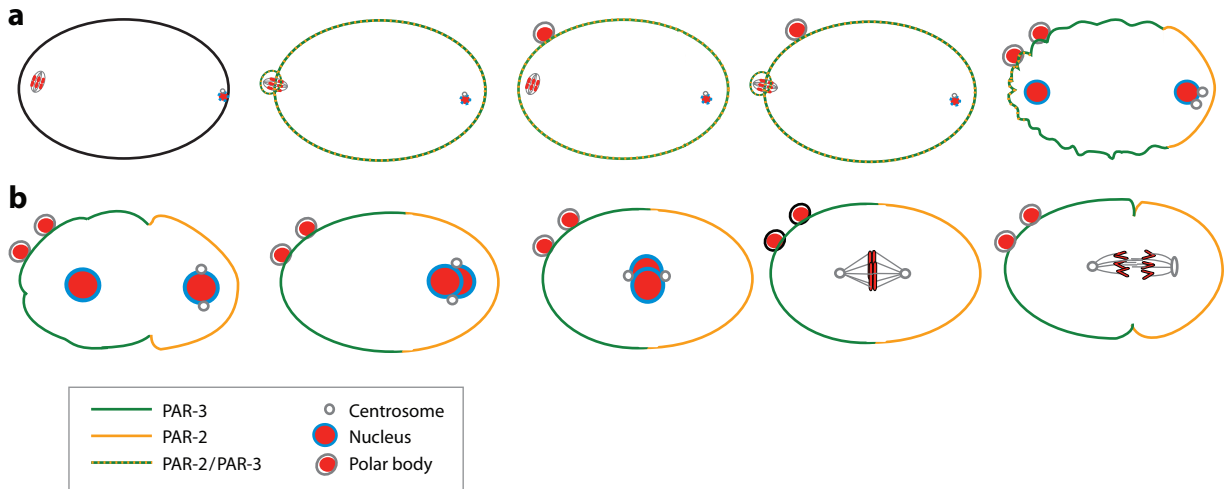 a
b
PAR-3
PAR-2
PAR-2/PAR-3
Centrosome
Nucleus
Polar body